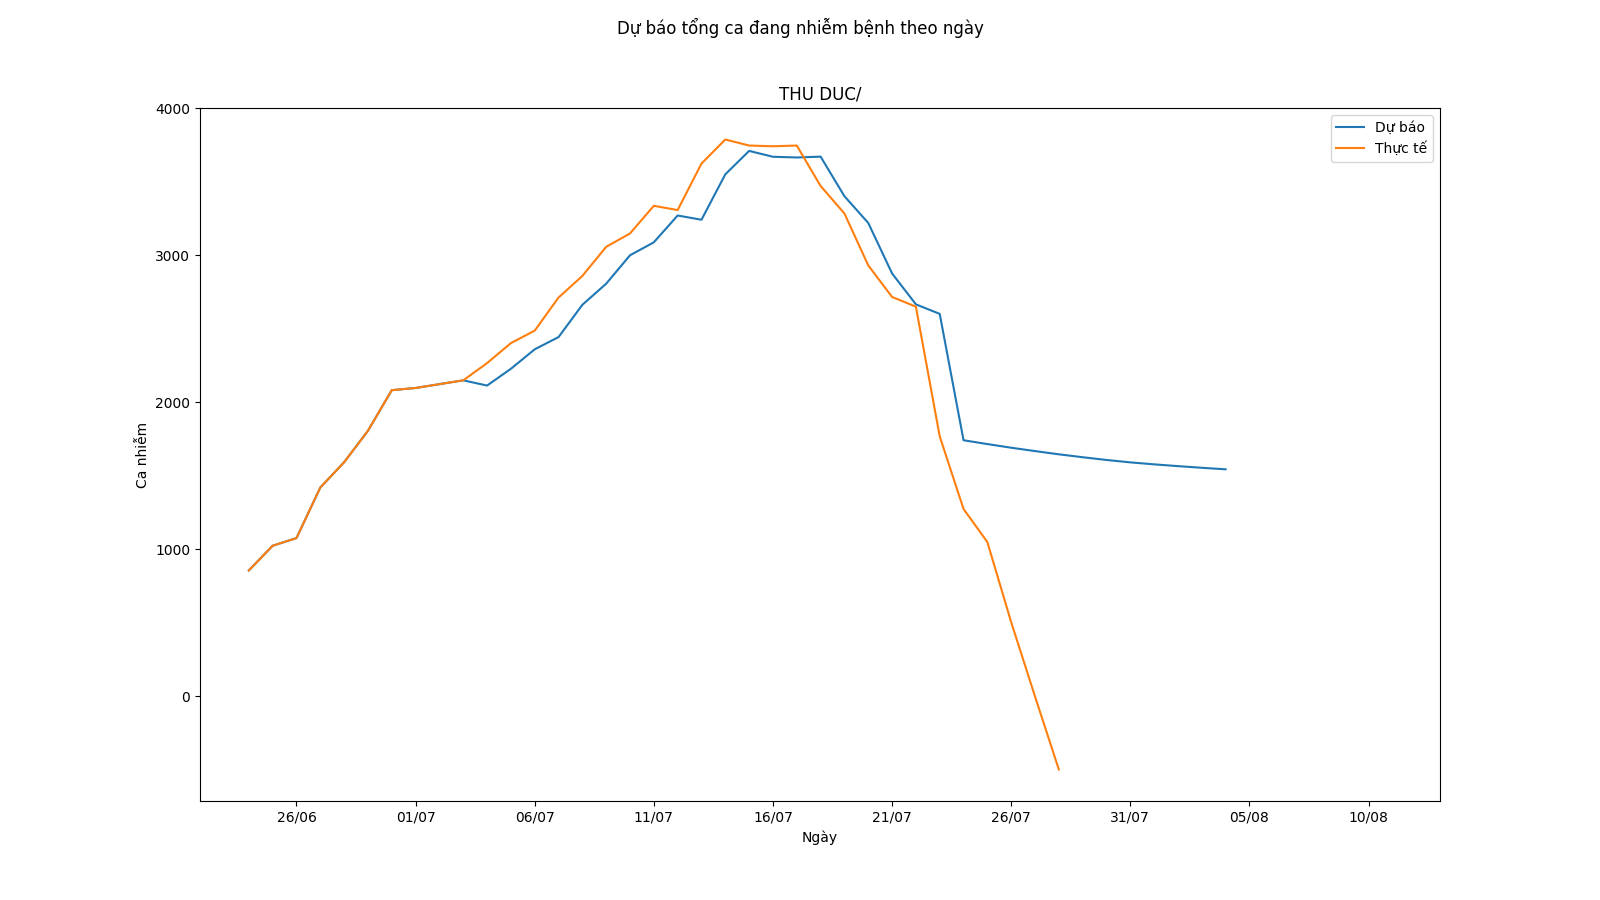 Dự báo tổng ca đang nhiễm bệnh theo ngày
THU DUC/
4000
3000
2000
1000
0
Ca nhiễm
Dự báo
Thực tế
26/06 01/07 06/07 11/07 16/07 21/07 26/07 31/07 05/08 10/08
Ngày